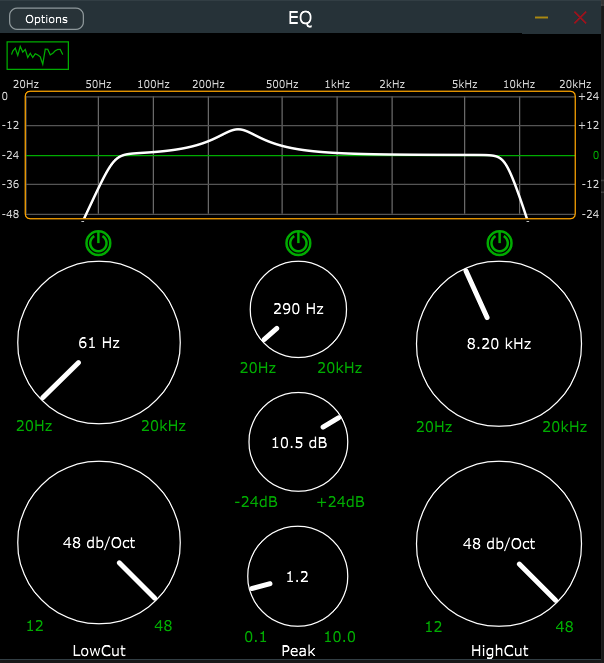 Options
EQ
20Hz 50Hz 100Hz 200Hz 500Hz 1kHz 2kHz 5kHz 10kHz 20kHz
0 +24
-12 +12
-24 0
-36 -12
-48 -24
61 Hz
20Hz 20kHz
290 Hz
20Hz 20kHz
8.20 kHz
20Hz 20kHz
10.5 dB
-24dB +24dB
48 db/Oct
12 48
LowCut
1.2
0.1 10.0
Peak
48 db/Oct
12 48
HighCut